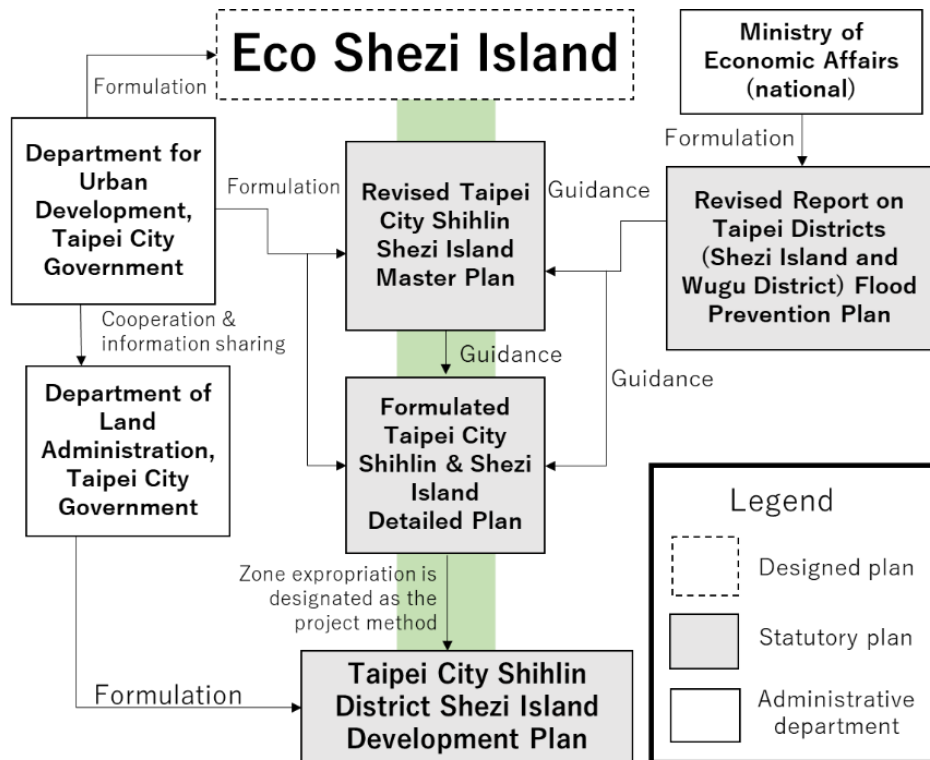 Eco Shezi Island
Ministry of
Economic Affairs
(national)
Formulation
Formulation
Department for
Urban
Development,
Taipei City
Government
Formulation
Revised Taipei
City Shihlin
Shezi Island
Master Plan
Guidance
Revised Report on
Taipei Districts
(Shezi Island and
Wugu District) Flood
Prevention Plan
Cooperation &
information sharing
Guidance
Guidance
Department of
Land
Administration,
Taipei City
Government
Formulated
Taipei City
Shihlin & Shezi
Island
Detailed Plan
Zone expropriation is
designated as the
project method
Formulation
Taipei City Shihlin
District Shezi Island
Development Plan
Legend
Designed plan
Statutory plan
Administrative
department